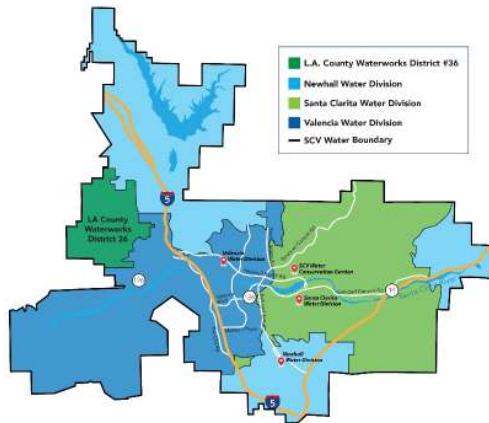 L.A. County Waterworks District #36
Newhall Water Division
Santa Clarita Water Division
Valencia Water Division
SCV Water Boundary
5
LA County
Waterworks
District 36
Valencia
Water Division
SCV Water
Conservation Garden
126
14
Santa Clarita
Water Division
Newhall
Water Division
5